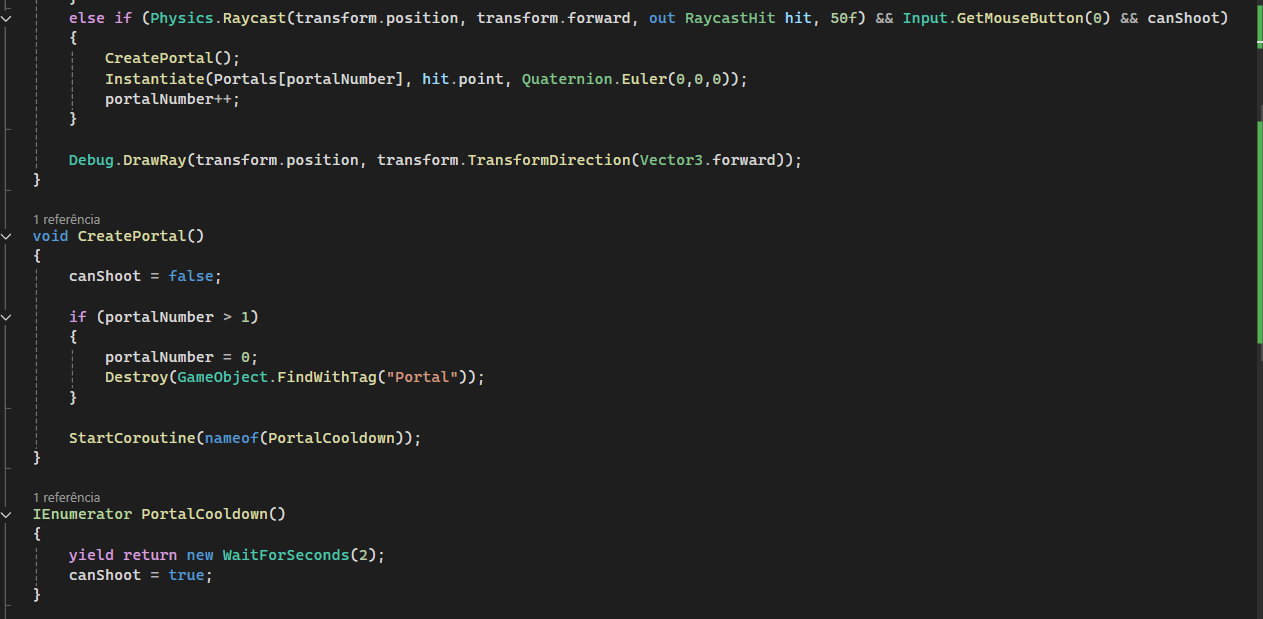 else if (Physics.Raycast(transform.position, transform.forward, out RaycastHit hit, 50f) && Input.GetMouseButton(0) && canShoot)
{
CreatePortal();
Instantiate(Portals[portalNumber], hit.point, Quaternion.Euler(0,0,0));
portalNumber++;
}
Debug.DrawRay(transform.position, transform.TransformDirection(Vector3.forward));
}
1 referência
void CreatePortal()
{
canShoot = false;
if (portalNumber > 1)
{
portalNumber = 0;
Destroy(GameObject.FindWithTag("Portal"));
}
StartCoroutine(nameof(PortalCooldown));
}
1 referência
IEnumerator PortalCooldown()
{
yield return new WaitForSeconds(2);
canShoot = true;
}